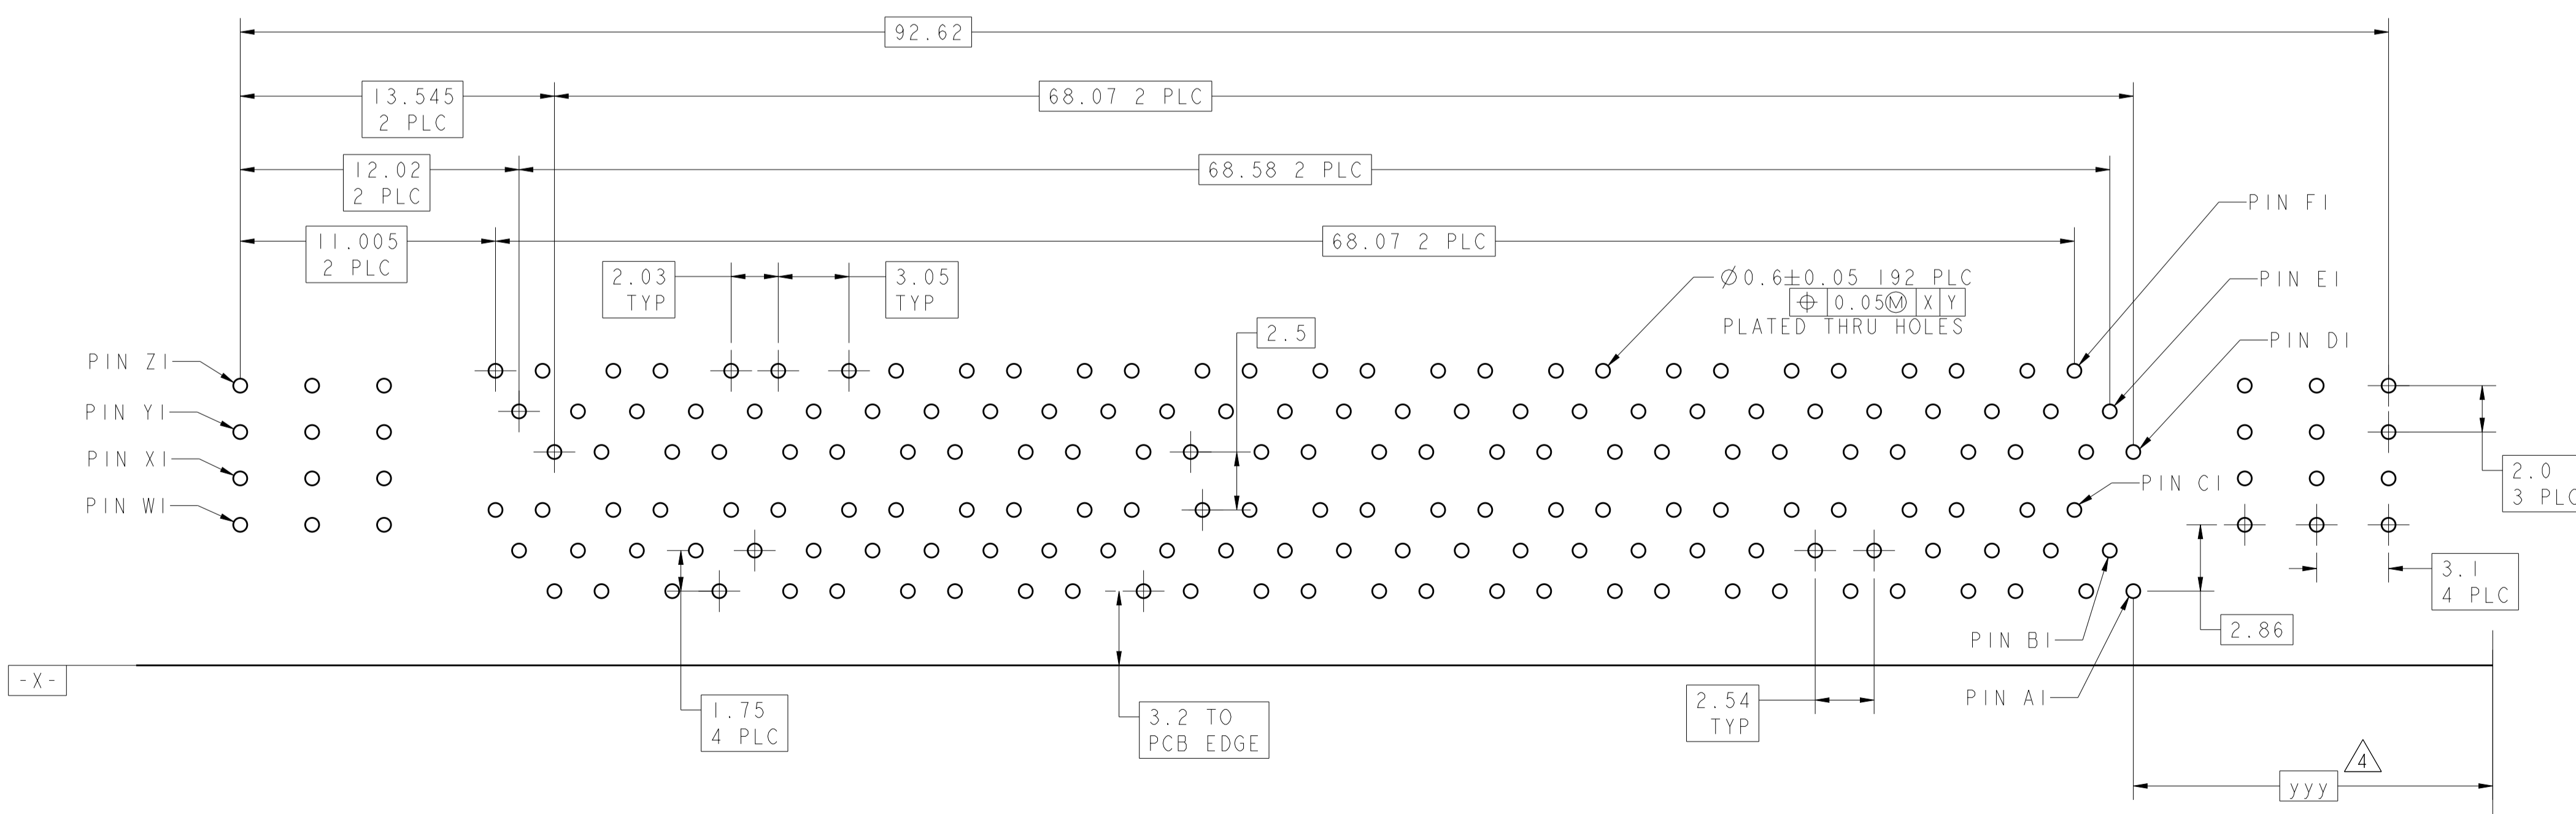 92.62
13.545
2 PLC
68.07 2 PLC
12.02
2 PLC
68.58 2 PLC
PIN F1
11.005
2 PLC
68.07 2 PLC
2.03
TYP
3.05
TYP
Ø0.6±0.05 192 PLC
⌖ 0.05Ⓜ X Y
PLATED THRU HOLES
PIN E1
2.5
PIN D1
PIN Z1
PIN Y1
PIN X1
PIN W1
2.0
3 PLC
PIN C1
3.1
4 PLC
2.86
PIN B1
-X-
PIN A1
1.75
4 PLC
3.2 TO
PCB EDGE
2.54
TYP
4
yyy